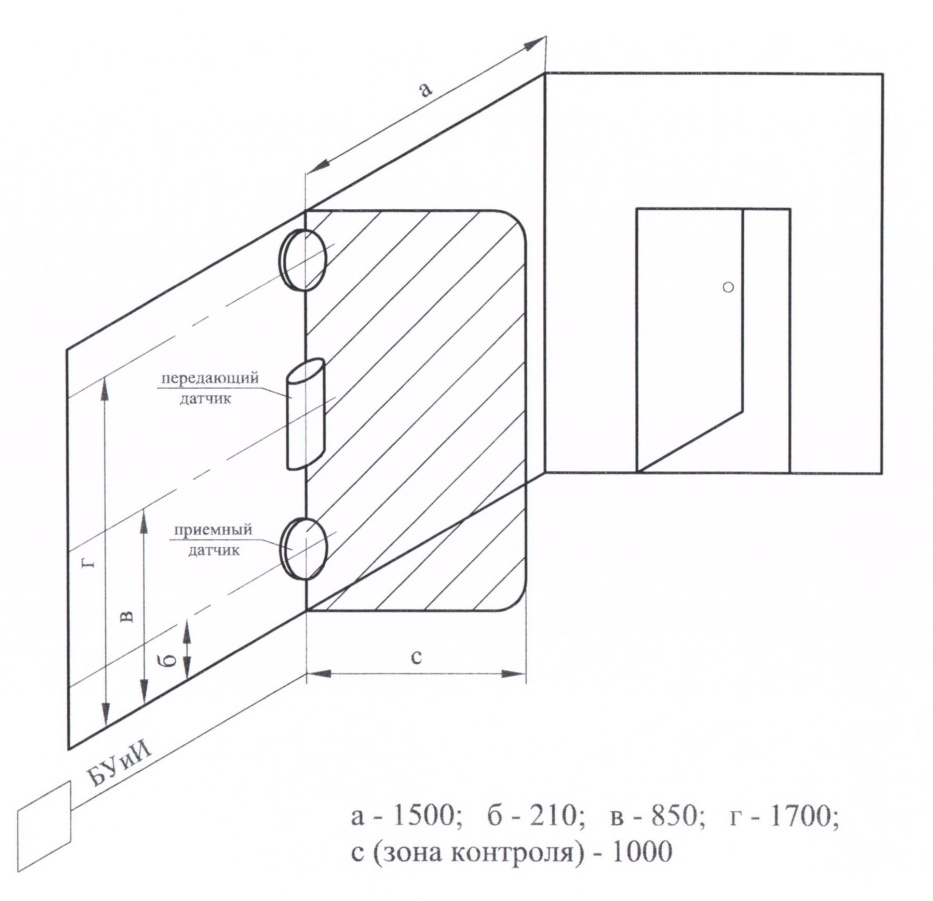 а
передающий
датчик
приемный
датчик
г
в
б
с
БУиИ
а - 1500; б - 210; в - 850; г - 1700;
с (зона контроля) - 1000